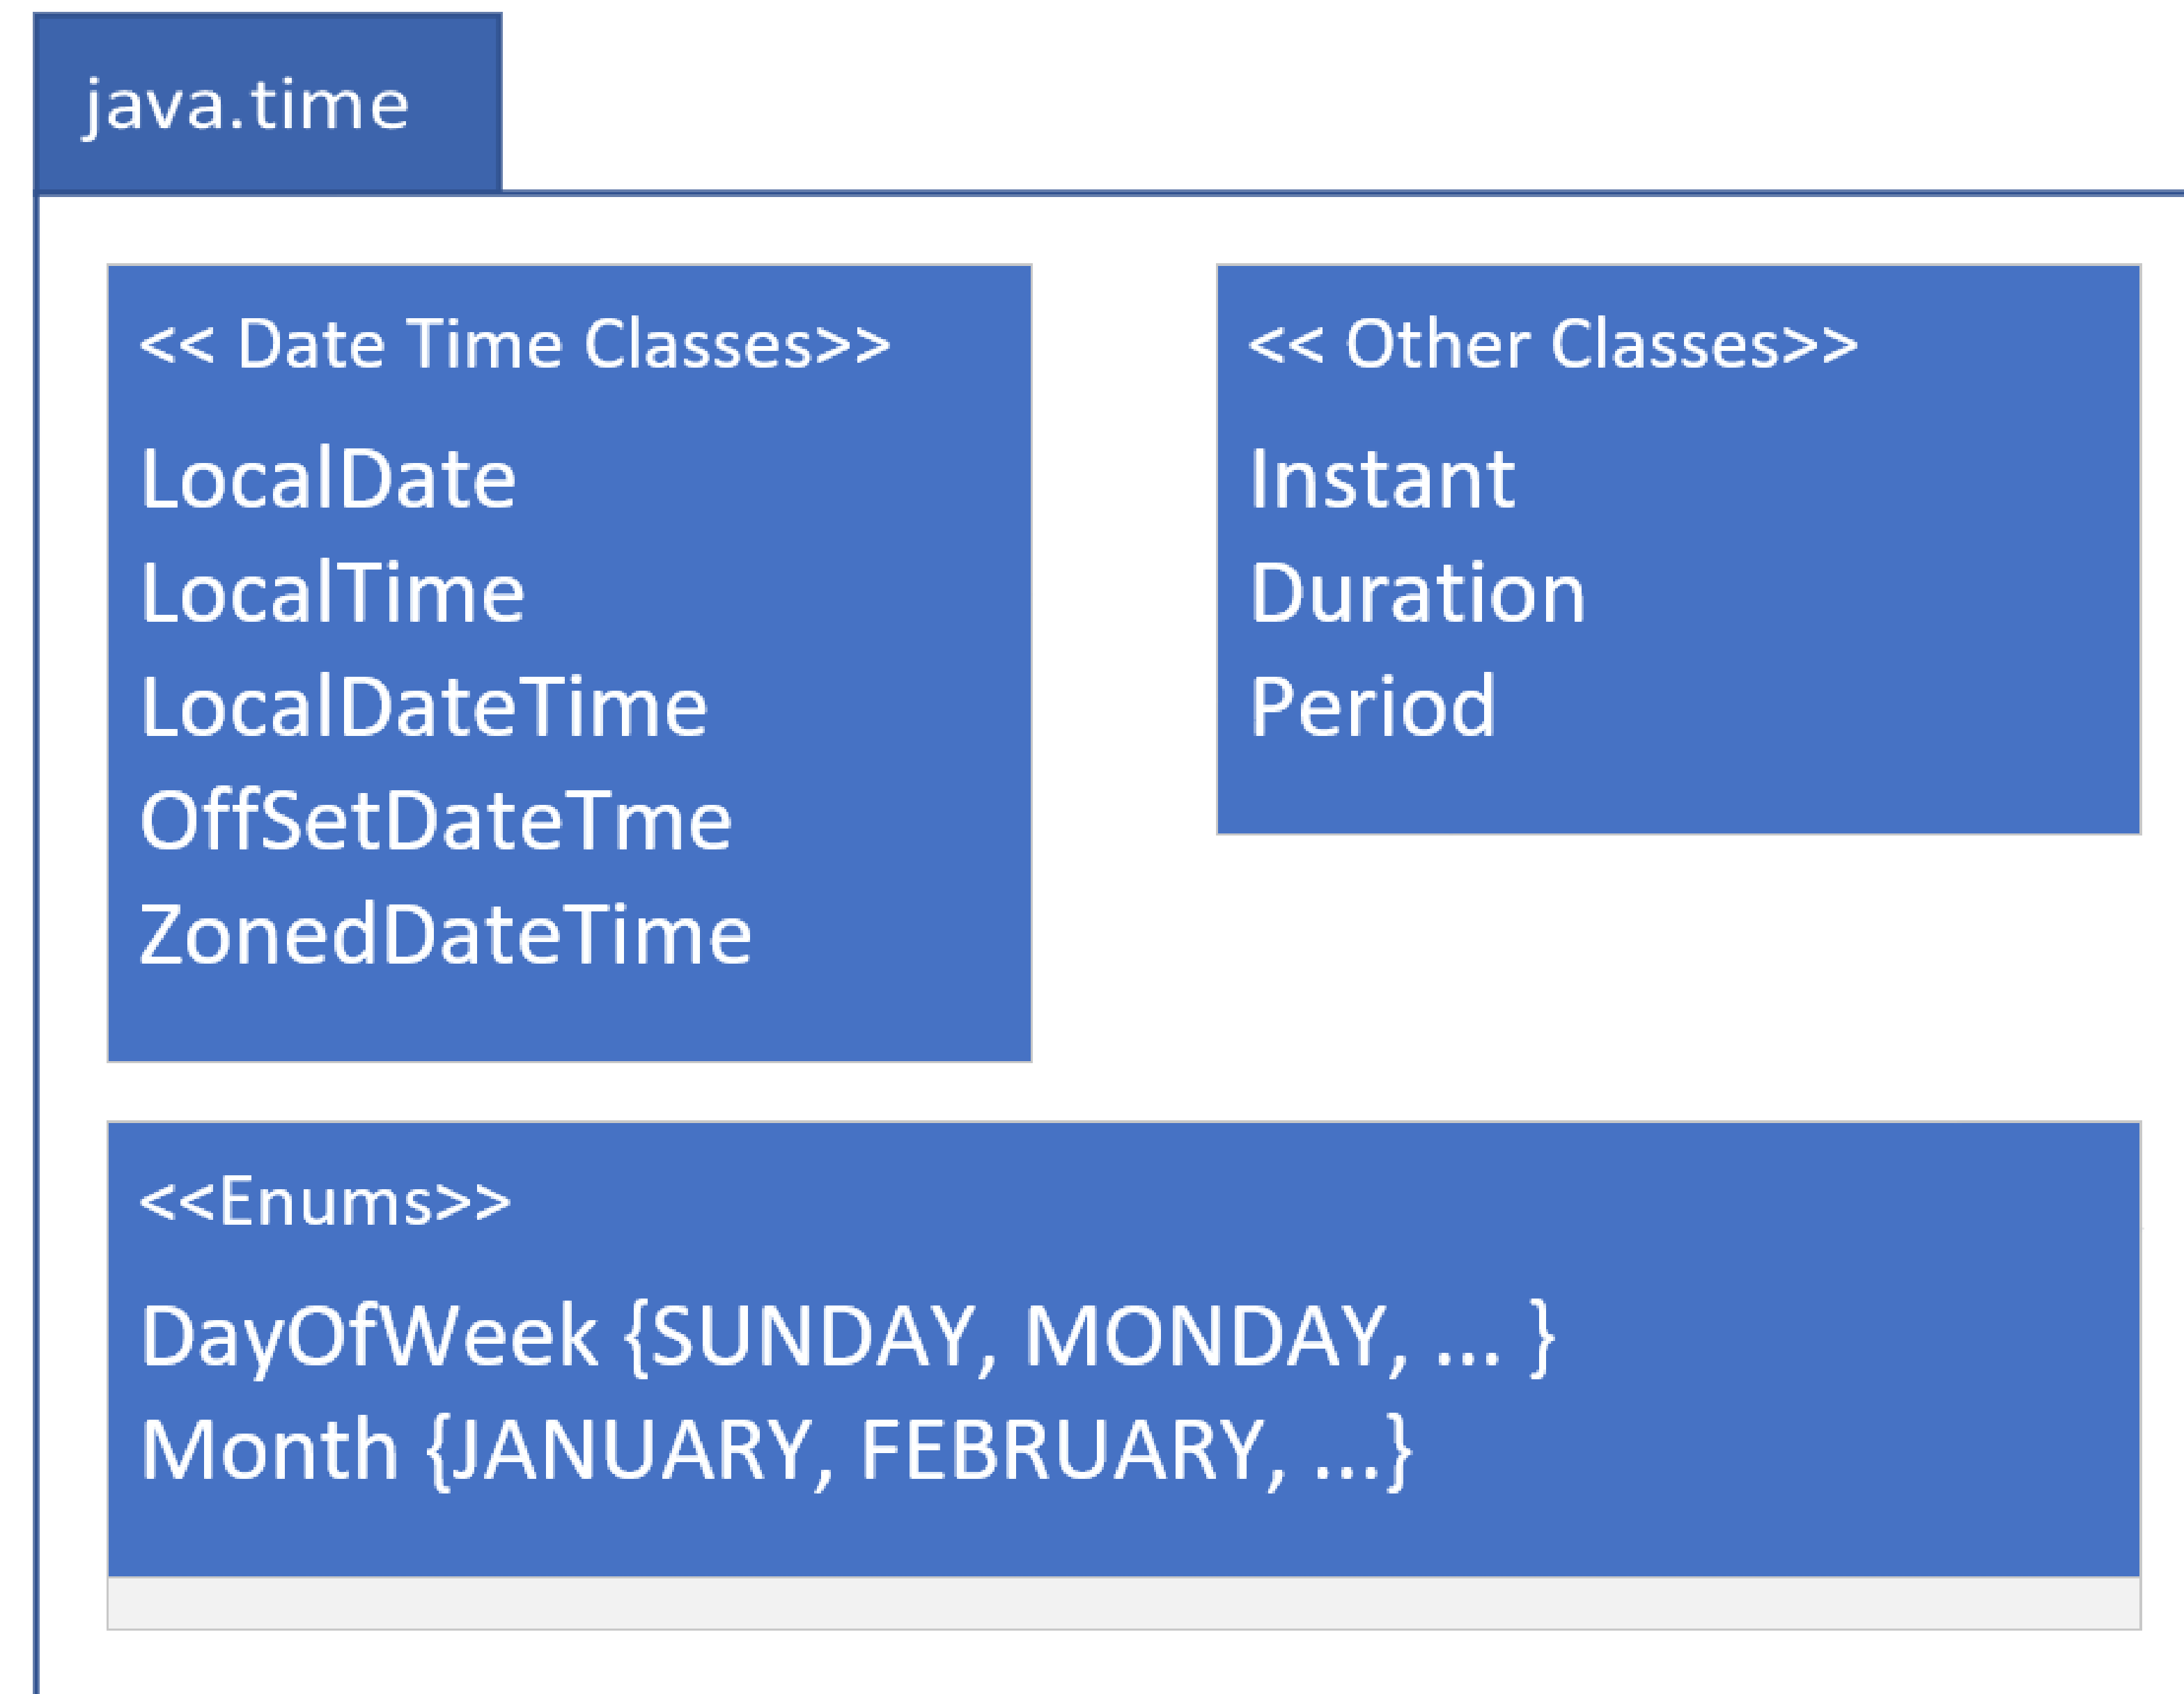 java.time
<< Date Time Classes>>
LocalDate
LocalTime
LocalDateTime
OffSetDateTme
ZonedDateTime
<< Other Classes>>
Instant
Duration
Period
<<Enums>>
DayOfWeek {SUNDAY, MONDAY, ... }
Month {JANUARY, FEBRUARY, ...}